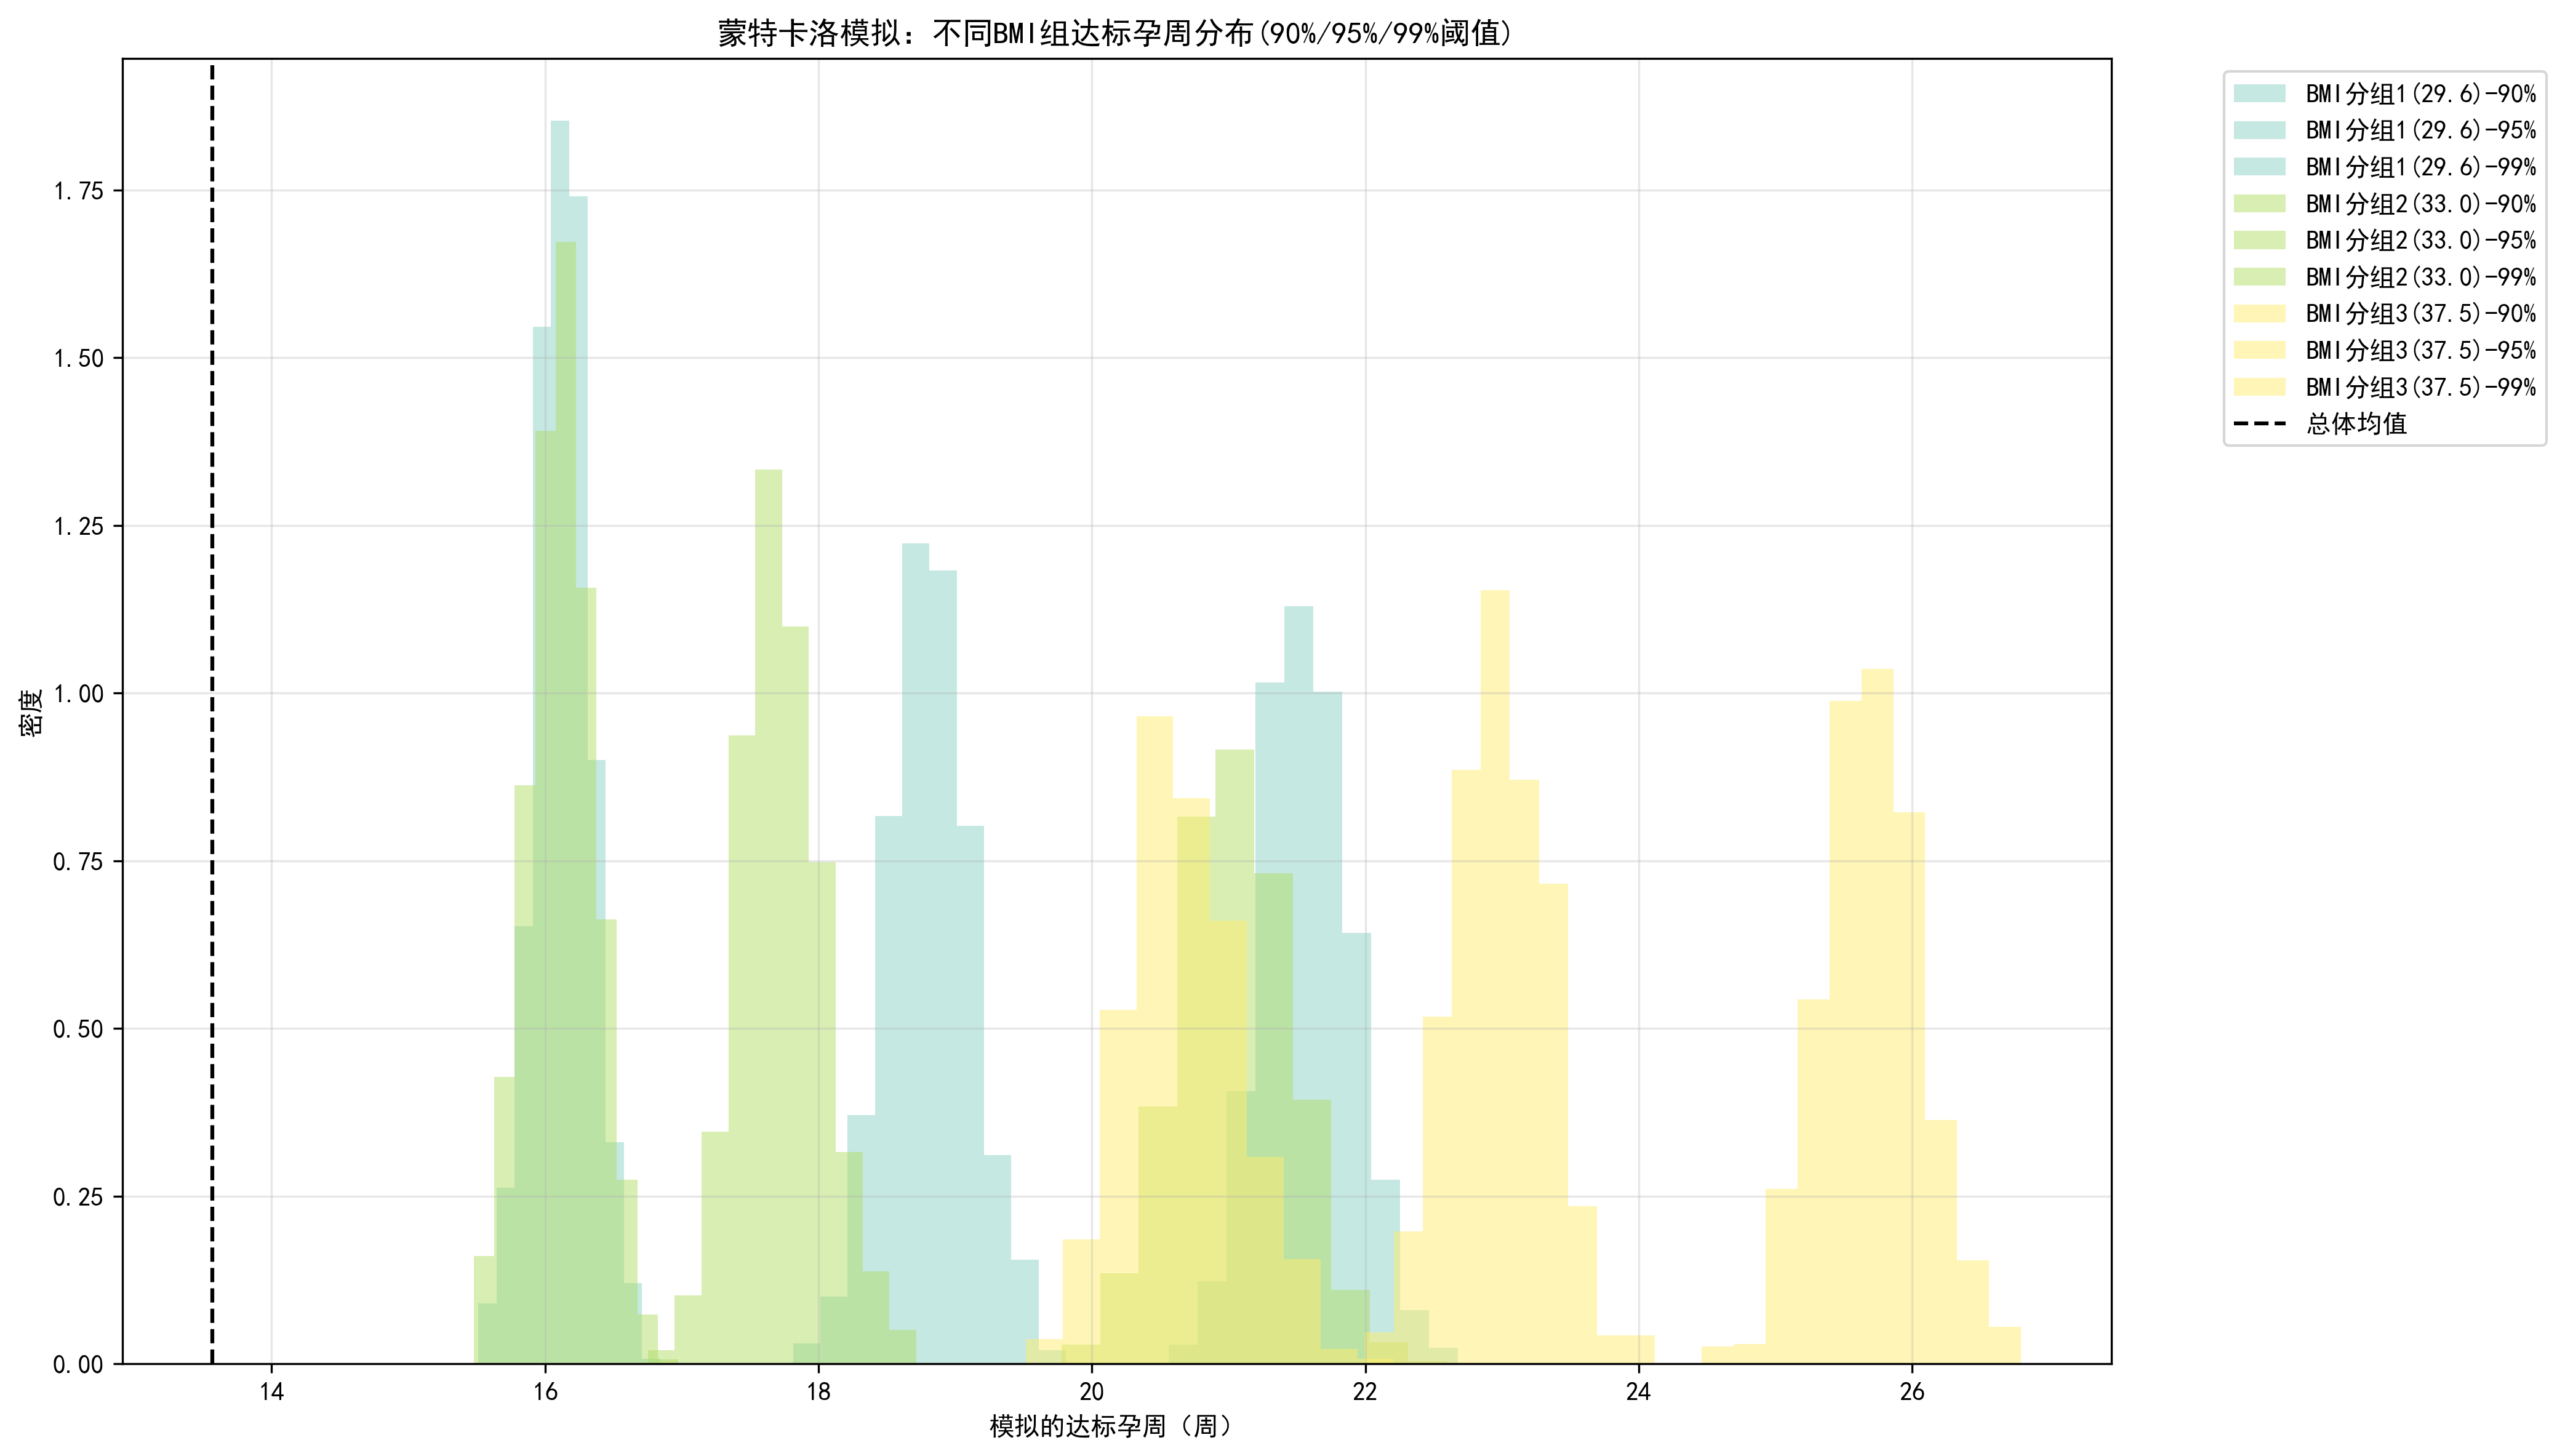 蒙特卡洛模拟：不同BMI组达标孕周分布(90%/95%/99%阈值)
BMI分组1(29.6)-90%
BMI分组1(29.6)-95%
BMI分组1(29.6)-99%
BMI分组2(33.0)-90%
BMI分组2(33.0)-95%
BMI分组2(33.0)-99%
BMI分组3(37.5)-90%
BMI分组3(37.5)-95%
BMI分组3(37.5)-99%
总体均值
密度
1.75
1.50
1.25
1.00
0.75
0.50
0.25
0.00
14 16 18 20 22 24 26
模拟的达标孕周（周）